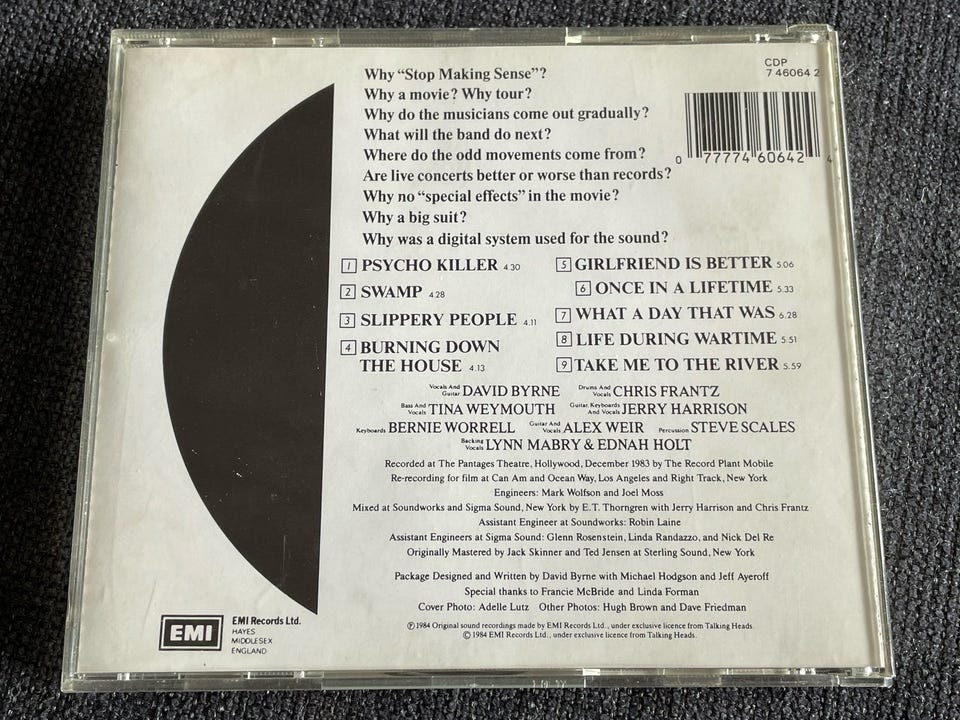 Why “Stop Making Sense”?
Why a movie? Why tour?
Why do the musicians come out gradually?
What will the band do next?
Where do the odd movements come from?
Are live concerts better or worse than records?
Why no “special effects” in the movie?
Why a big suit?
Why was a digital system used for the sound?
CDP
7 46064 2
0 77774 60642 4
1 PSYCHO KILLER 4.30
2 SWAMP 4.28
3 SLIPPERY PEOPLE 4.11
4 BURNING DOWN
THE HOUSE 4.13
5 GIRLFRIEND IS BETTER 5.06
6 ONCE IN A LIFETIME 5.33
7 WHAT A DAY THAT WAS 6.28
8 LIFE DURING WARTIME 5.51
9 TAKE ME TO THE RIVER 5.59
Vocals And Guitar DAVID BYRNE Drums And Vocals CHRIS FRANTZ
Bass And Vocals TINA WEYMOUTH Guitar, Keyboards And Vocals JERRY HARRISON
Keyboards BERNIE WORRELL Guitar And Vocals ALEX WEIR Percussion STEVE SCALES
Backing Vocals LYNN MABRY & EDNAH HOLT
Recorded at The Pantages Theatre, Hollywood, December 1983 by The Record Plant Mobile
Re-recording for film at Can Am and Ocean Way, Los Angeles and Right Track, New York
Engineers: Mark Wolfson and Joel Moss
Mixed at Soundworks and Sigma Sound, New York by E.T. Thorngren with Jerry Harrison and Chris Frantz
Assistant Engineer at Soundworks: Robin Laine
Assistant Engineers at Sigma Sound: Glenn Rosenstein, Linda Randazzo, and Nick Del Re
Originally Mastered by Jack Skinner and Ted Jensen at Sterling Sound, New York
Package Designed and Written by David Byrne with Michael Hodgson and Jeff Ayeroff
Special thanks to Francie McBride and Linda Forman
Cover Photo: Adelle Lutz Other Photos: Hugh Brown and Dave Friedman
℗ 1984 Original sound recordings made by EMI Records Ltd., under exclusive licence from Talking Heads.
© 1984 EMI Records Ltd., under exclusive licence from Talking Heads.
EMI
EMI Records Ltd.
HAYES
MIDDLESEX
ENGLAND